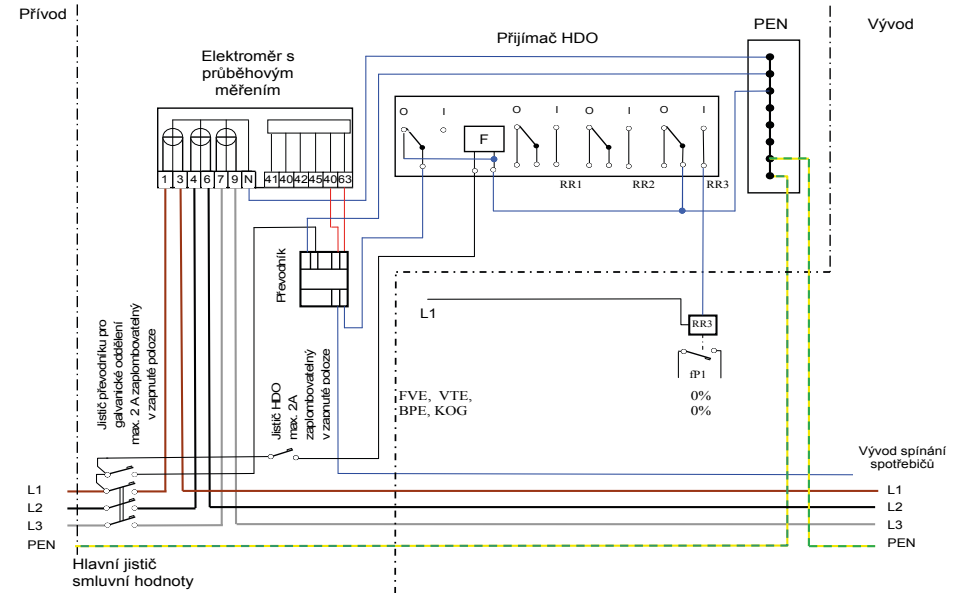 Přívod
Vývod
PEN
Přijímač HDO
Elektroměr s
průběhovým
měřením
O I
F
O I
O I
O I
RR1
RR2
RR3
1 3 4 6 7 9 N
41 40 42 45 40 63
Převodník
L1
RR3
fP1
0%
0%
FVE, VTE,
BPE, KOG
Jistič převodníku pro
galvanické oddělení
max. 2 A zaplombovatelný
v zapnuté poloze
Jistič HDO
max. 2A
zaplombovatelný
v zapnuté poloze
Vývod spínání
spotřebičů
L1
L2
L3
PEN
L1
L2
L3
PEN
Hlavní jistič
smluvní hodnoty